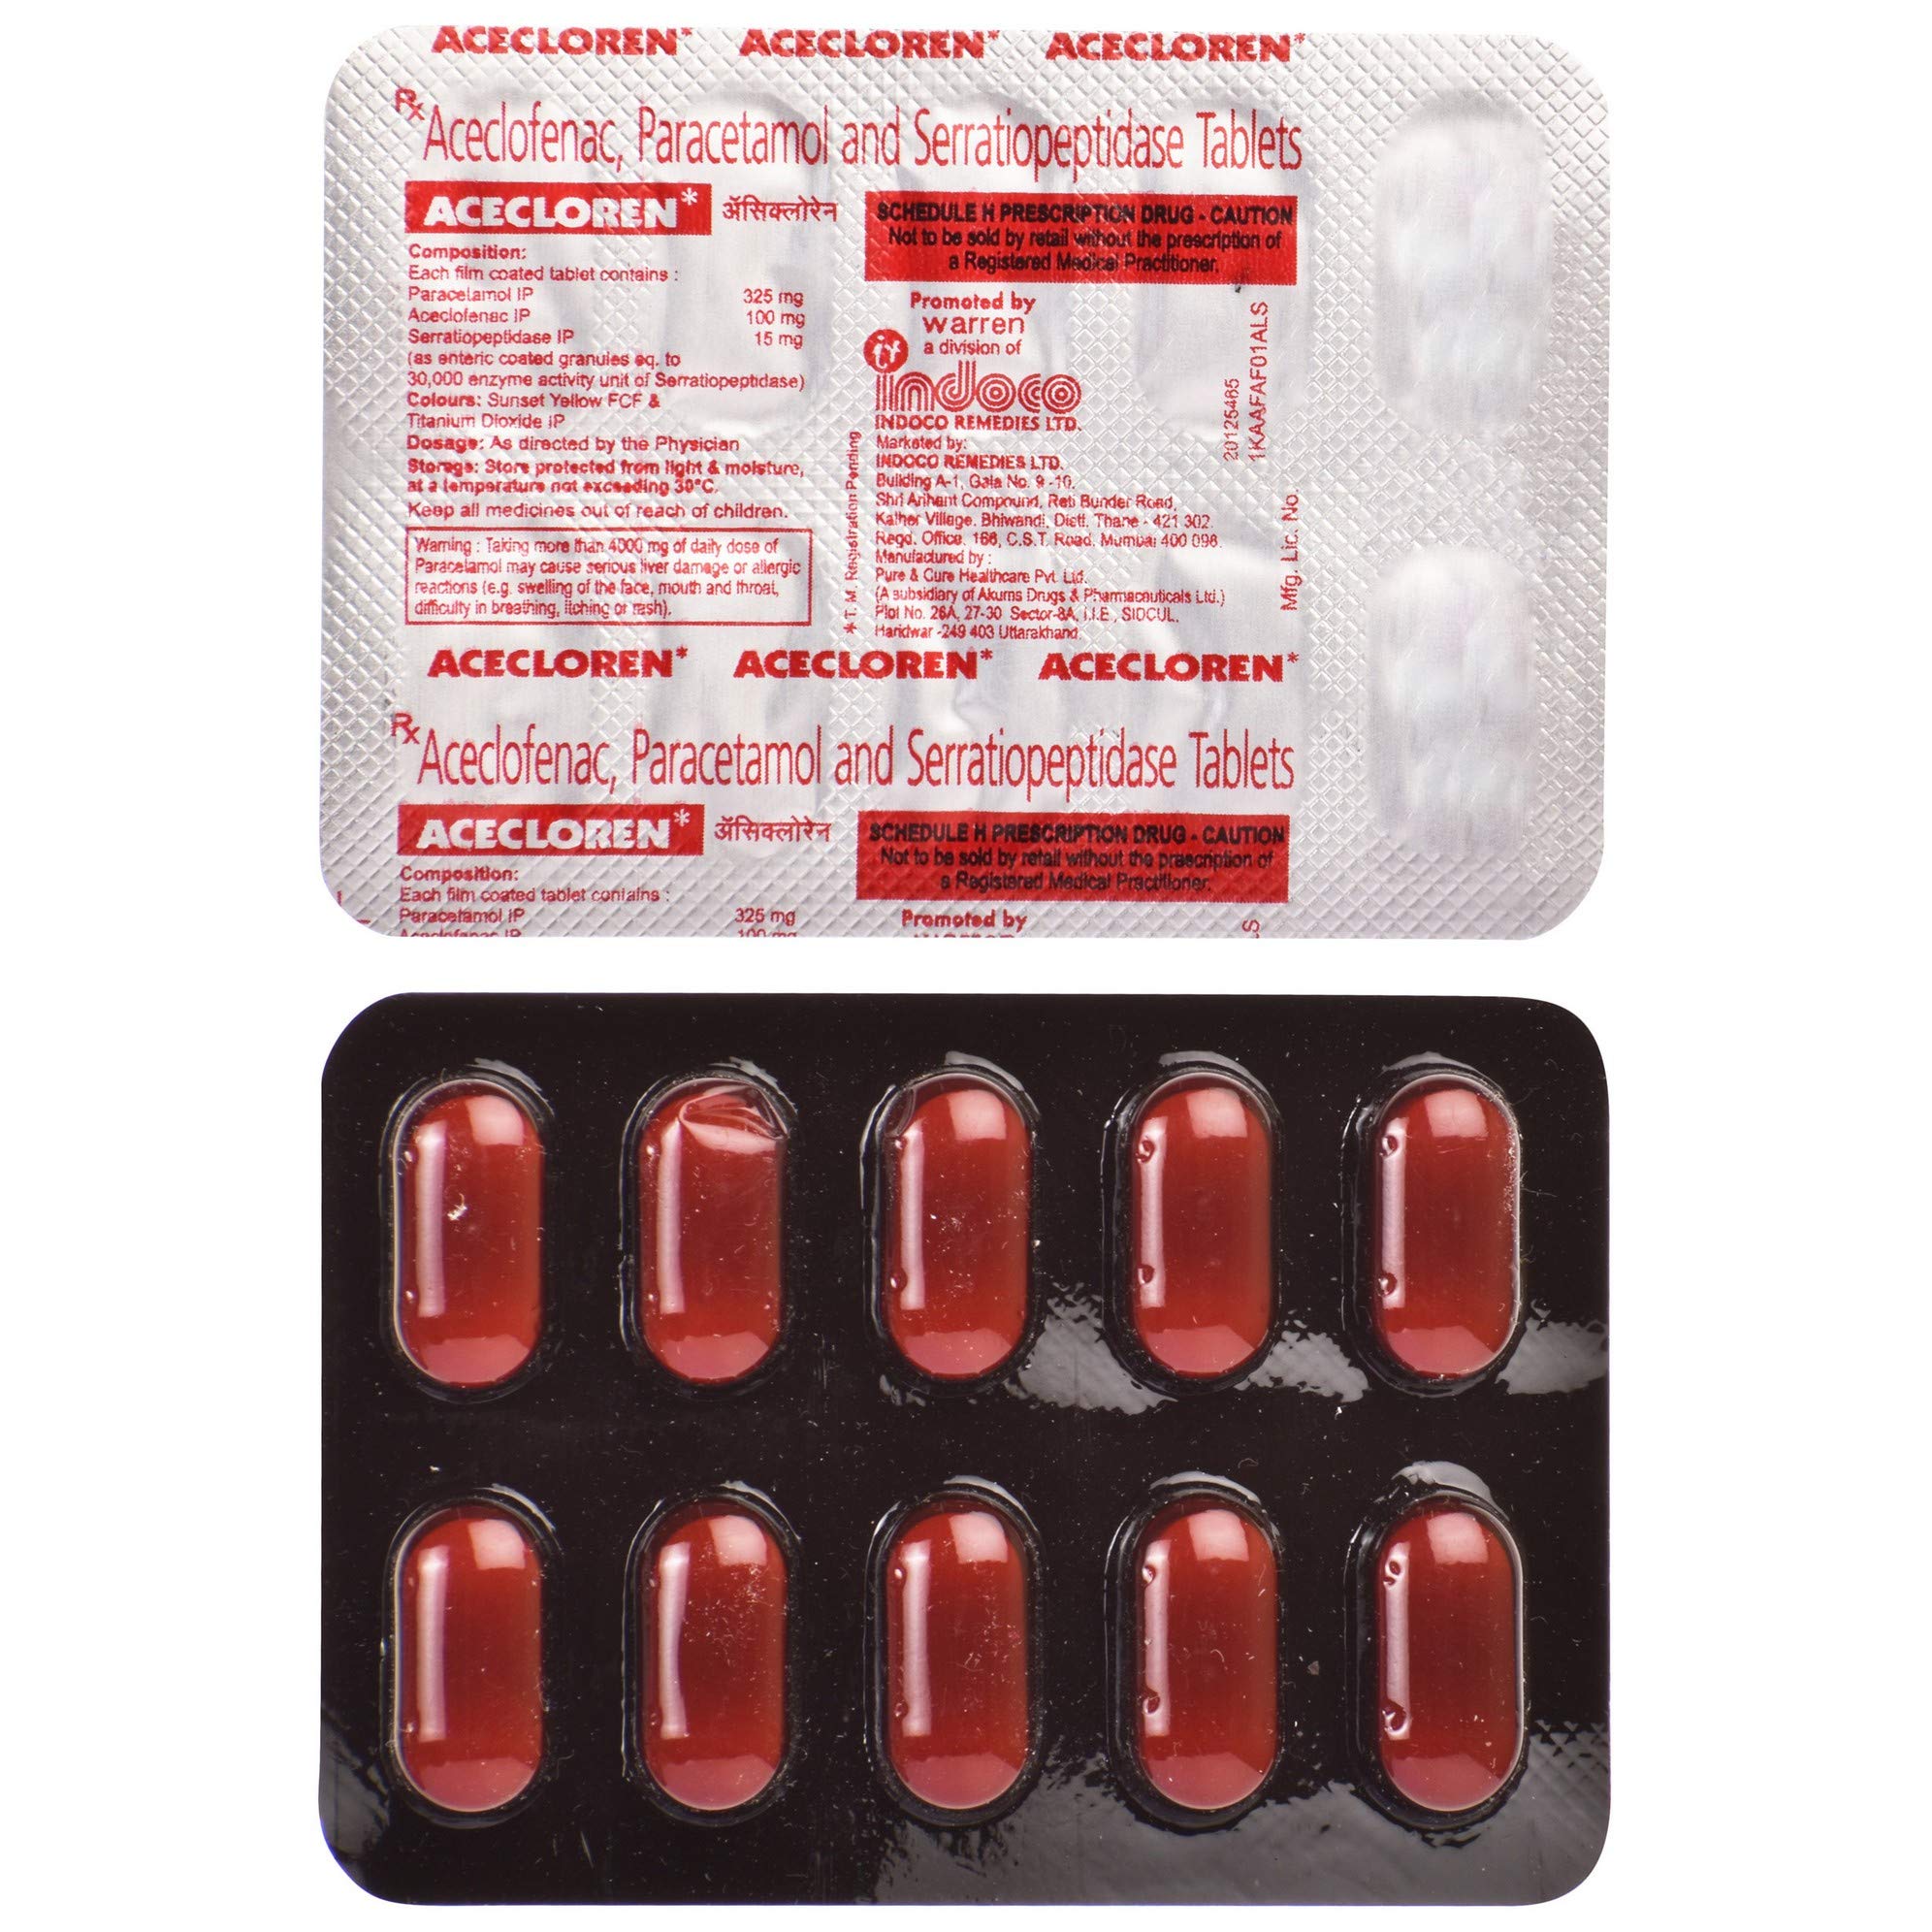 ACECLOREN* ACECLOREN* ACECLOREN*
Rx Aceclofenac, Paracetamol and Serratiopeptidase Tablets
ACECLOREN* ॲसिक्लोरेन
Composition:
Each film coated tablet contains :
Paracetamol IP 325 mg
Aceclofenac IP 100 mg
Serratiopeptidase IP 15 mg
(as enteric coated granules eq. to
30,000 enzyme activity unit of Serratiopeptidase)
Colours: Sunset Yellow FCF &
Titanium Dioxide IP
Dosage: As directed by the Physician
Storage: Store protected from light & moisture,
at a temperature not exceeding 30°C.
Keep all medicines out of reach of children.
Warning : Taking more than 4000 mg of daily dose of
Paracetamol may cause serious liver damage or allergic
reactions (e.g. swelling of the face, mouth and throat,
difficulty in breathing, itching or rash).
* T. M. Registration Pending
SCHEDULE H PRESCRIPTION DRUG - CAUTION
Not to be sold by retail without the prescription of
a Registered Medical Practitioner.
Promoted by
warren
a division of
indoco
INDOCO REMEDIES LTD.
Marketed by:
INDOCO REMEDIES LTD.
Building A-1, Gala No. 9 -10,
Shri Arihant Compound, Reti Bunder Road,
Kalher Village, Bhiwandi, Distt. Thane - 421 302.
Regd. Office: 166, C.S.T. Road, Mumbai 400 098.
Manufactured by :
Pure & Cure Healthcare Pvt. Ltd.
(A subsidiary of Akums Drugs & Pharmaceuticals Ltd.)
Plot No. 26A, 27-30 Sector-8A, I.I.E., SIDCUL,
Haridwar -249 403 Uttarakhand.
20125465
1KAAFAF01ALS
Mfg. Lic. No.
ACECLOREN* ACECLOREN* ACECLOREN*
Rx Aceclofenac, Paracetamol and Serratiopeptidase Tablets
ACECLOREN* ॲसिक्लोरेन
Composition:
Each film coated tablet contains :
Paracetamol IP 325 mg
Aceclofenac IP 100 mg
SCHEDULE H PRESCRIPTION DRUG - CAUTION
Not to be sold by retail without the prescription of
a Registered Medical Practitioner.
Promoted by